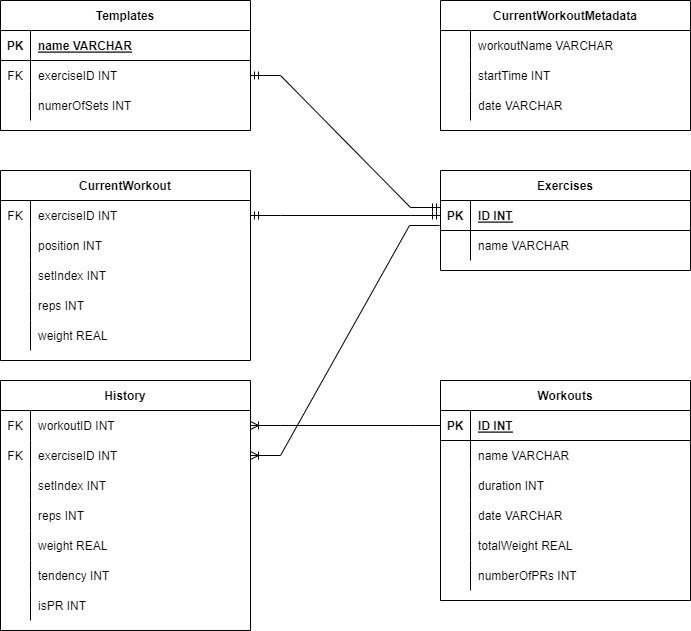 Templates
PK name VARCHAR
FK exerciseID INT
numerOfSets INT
CurrentWorkoutMetadata
workoutName VARCHAR
startTime INT
date VARCHAR
CurrentWorkout
FK exerciseID INT
position INT
setIndex INT
reps INT
weight REAL
Exercises
PK ID INT
name VARCHAR
History
FK workoutID INT
FK exerciseID INT
setIndex INT
reps INT
weight REAL
tendency INT
isPR INT
Workouts
PK ID INT
name VARCHAR
duration INT
date VARCHAR
totalWeight REAL
numberOfPRs INT